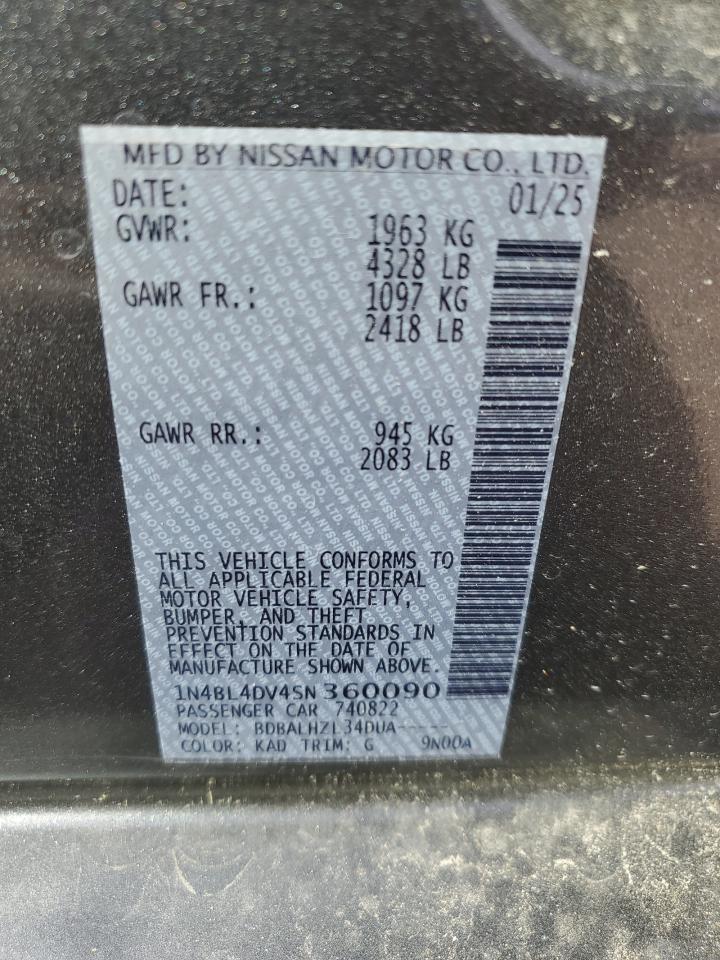 MFD BY NISSAN MOTOR CO., LTD.
DATE: 01/25
GVWR: 1963 KG
4328 LB
GAWR FR.: 1097 KG
2418 LB
GAWR RR.: 945 KG
2083 LB
THIS VEHICLE CONFORMS TO
ALL APPLICABLE FEDERAL
MOTOR VEHICLE SAFETY,
BUMPER, AND THEFT
PREVENTION STANDARDS IN
EFFECT ON THE DATE OF
MANUFACTURE SHOWN ABOVE.
1N4BL4DV4SN360090
PASSENGER CAR 740822
MODEL: BDBALHZL34DUA-----
COLOR: KAD TRIM: G 9N00A